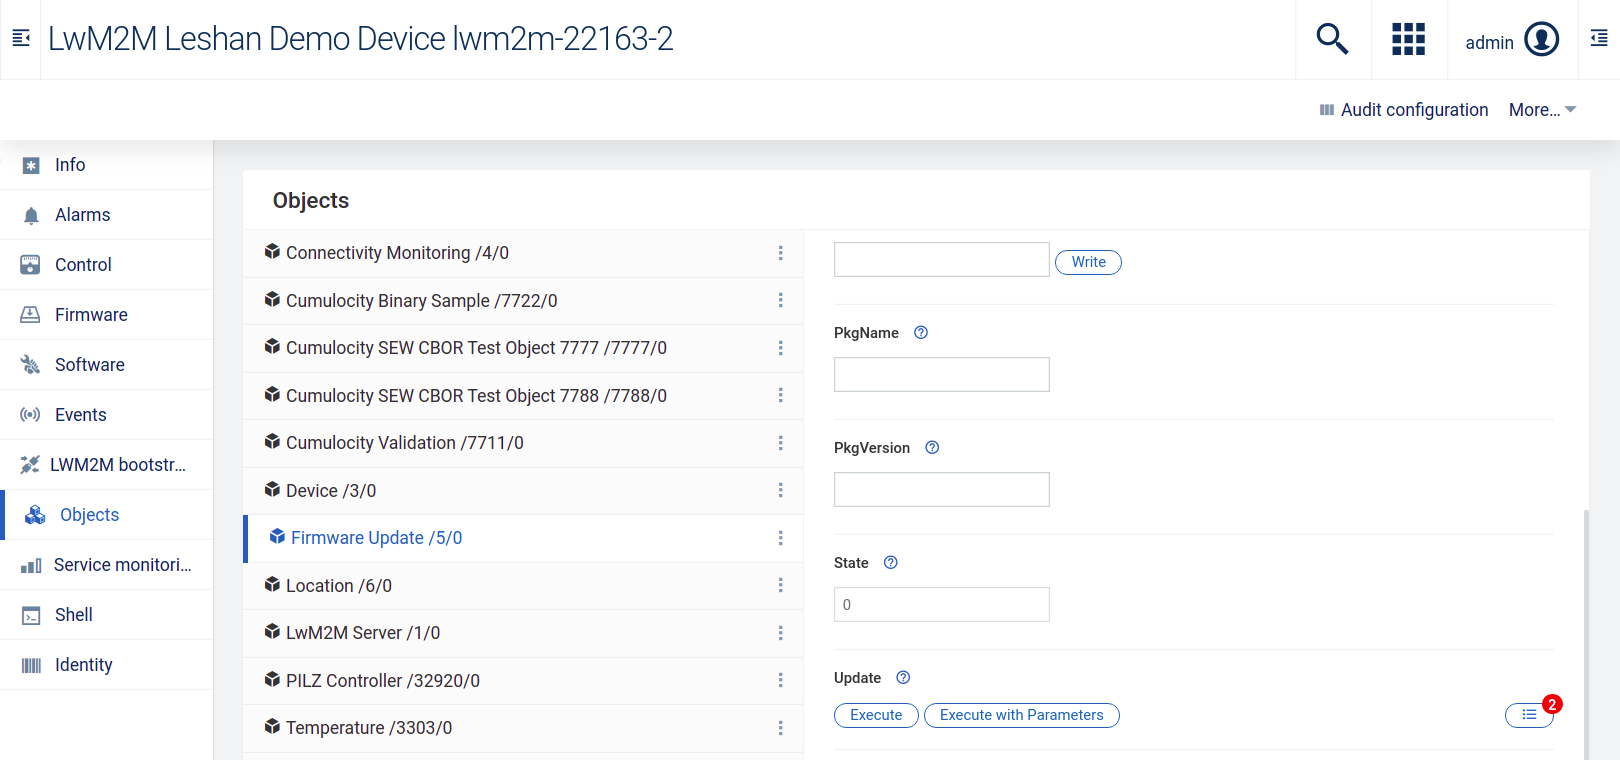 LwM2M Leshan Demo Device lwm2m-22163-2
admin
Audit configuration More...
Info
Alarms
Control
Firmware
Software
Events
LWM2M bootstr...
Objects
Service monitori...
Shell
Identity
Objects
Connectivity Monitoring /4/0
Cumulocity Binary Sample /7722/0
Cumulocity SEW CBOR Test Object 7777 /7777/0
Cumulocity SEW CBOR Test Object 7788 /7788/0
Cumulocity Validation /7711/0
Device /3/0
Firmware Update /5/0
Location /6/0
LwM2M Server /1/0
PILZ Controller /32920/0
Temperature /3303/0
Write
PkgName
PkgVersion
State
0
Update
Execute Execute with Parameters 2